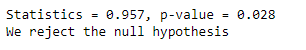 Statistics = 0.957, p-value = 0.028
We reject the null hypothesis